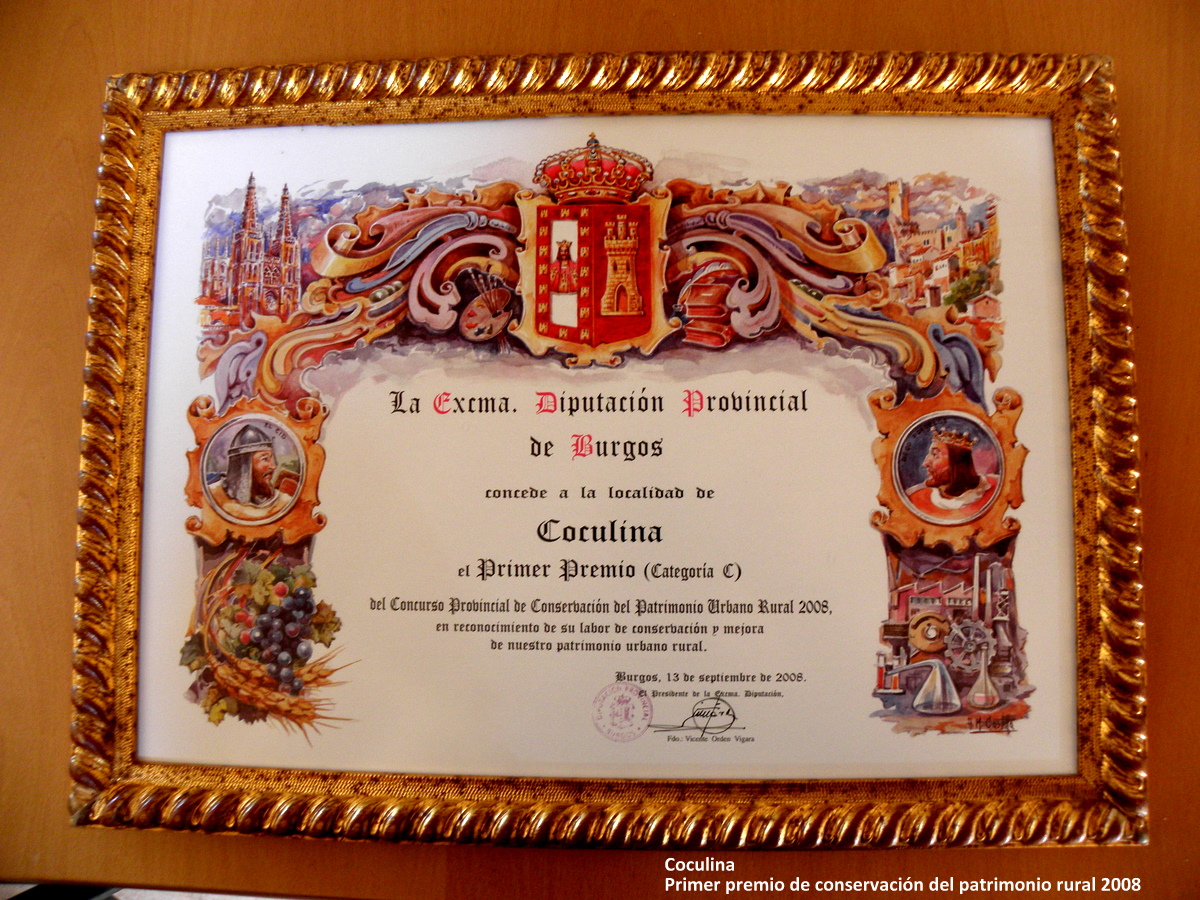 EL CID
La Excma. Diputación Provincial
de Burgos
concede a la localidad de
Coculina
el Primer Premio (Categoría C)
del Concurso Provincial de Conservación del Patrimonio Urbano Rural 2008,
en reconocimiento de su labor de conservación y mejora
de nuestro patrimonio urbano rural.
Burgos, 13 de septiembre de 2008.
El Presidente de la Excma. Diputación,
DIPUTACION PROVINCIAL
BURGOS
Fdo.: Vicente Orden Vigara
Coculina
Primer premio de conservación del patrimonio rural 2008